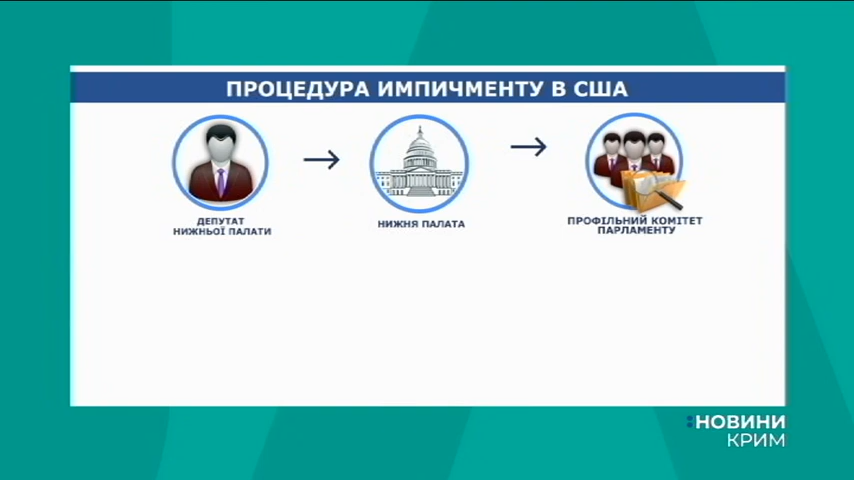 ПРОЦЕДУРА ИМПИЧМЕНТУ В США
ДЕПУТАТ
НИЖНЬОЇ ПАЛАТИ
НИЖНЯ ПАЛАТА
ПРОФІЛЬНИЙ КОМІТЕТ
ПАРЛАМЕНТУ
:НОВИНИ
КРИМ